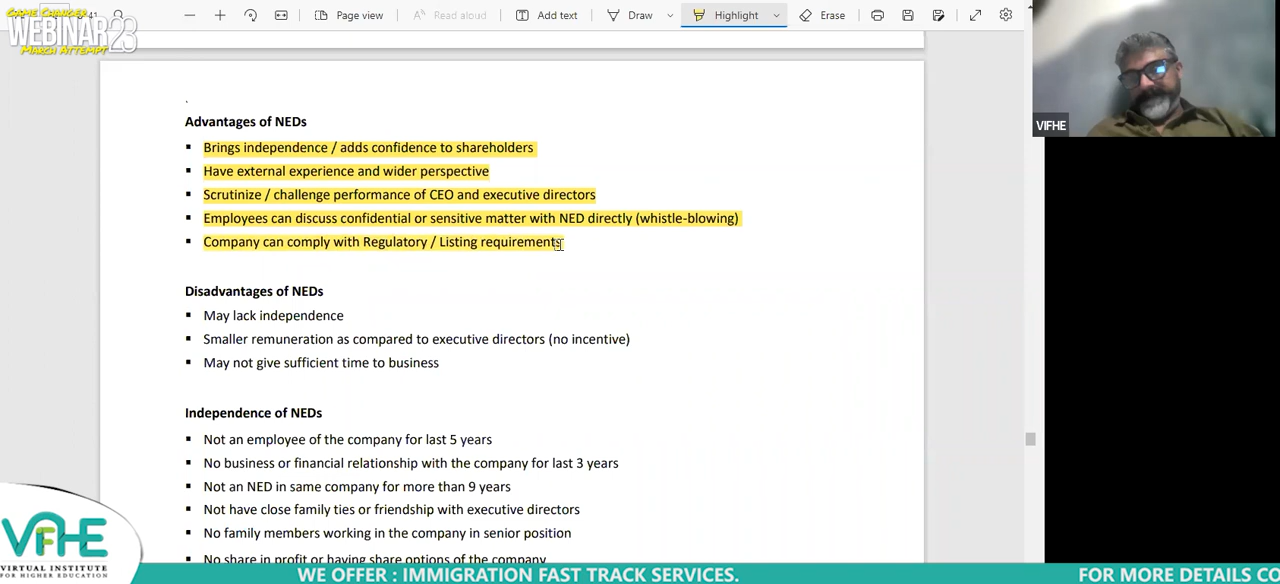 GAME CHANGER
WEBINAR 23
MARCH ATTEMPT
41
Page view
Read aloud
Add text
Draw
Highlight
Erase
VIFHE
`
Advantages of NEDs
▪ Brings independence / adds confidence to shareholders
▪ Have external experience and wider perspective
▪ Scrutinize / challenge performance of CEO and executive directors
▪ Employees can discuss confidential or sensitive matter with NED directly (whistle-blowing)
▪ Company can comply with Regulatory / Listing requirements
Disadvantages of NEDs
▪ May lack independence
▪ Smaller remuneration as compared to executive directors (no incentive)
▪ May not give sufficient time to business
Independence of NEDs
▪ Not an employee of the company for last 5 years
▪ No business or financial relationship with the company for last 3 years
▪ Not an NED in same company for more than 9 years
▪ Not have close family ties or friendship with executive directors
▪ No family members working in the company in senior position
▪ No share in profit or having share options of the company
VIFHE
VIRTUAL INSTITUTE
FOR HIGHER EDUCATION
WE OFFER : IMMIGRATION FAST TRACK SERVICES.
FOR MORE DETAILS CO